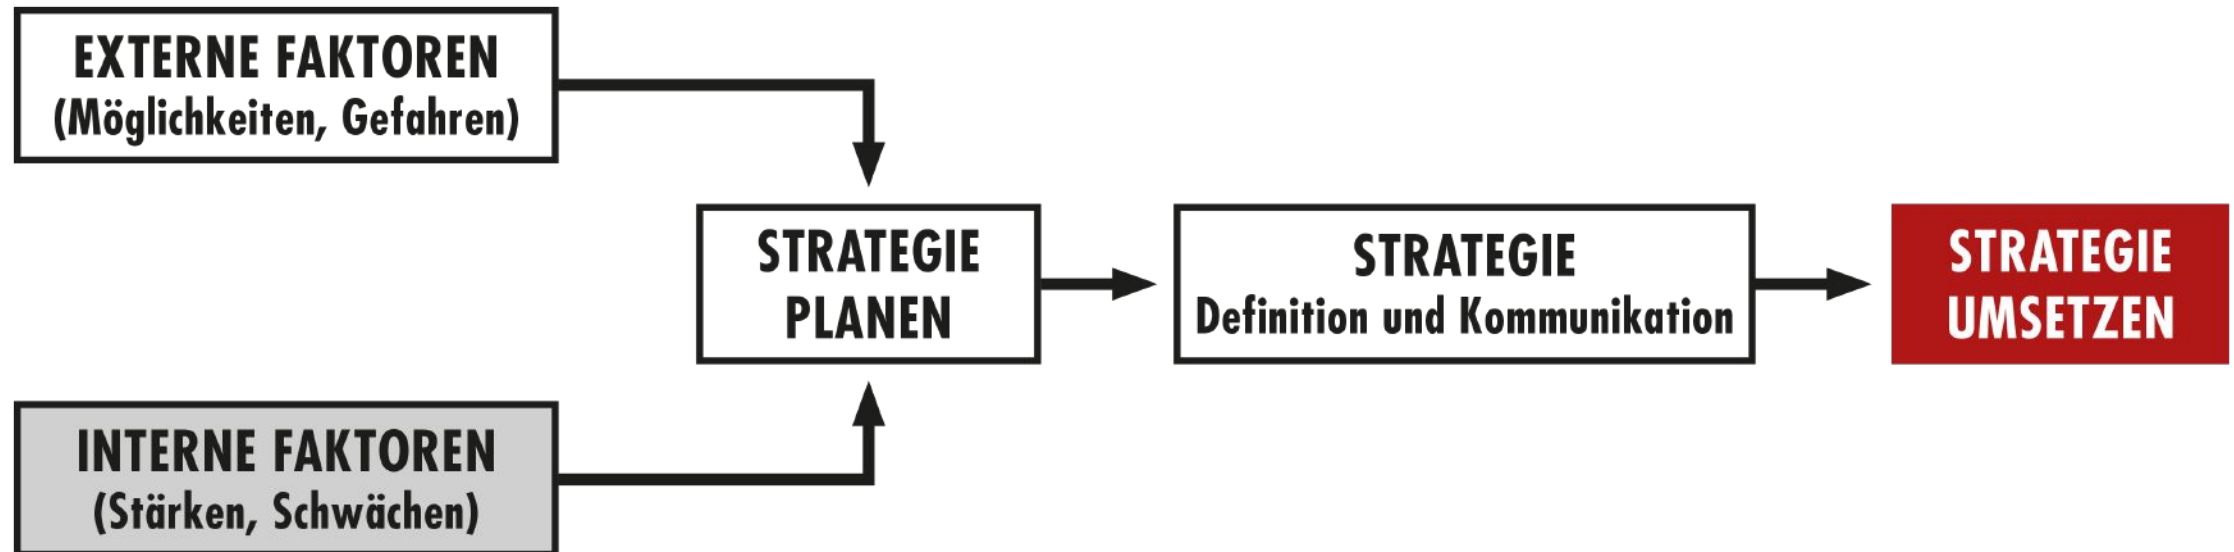 EXTERNE FAKTOREN
(Möglichkeiten, Gefahren)
STRATEGIE
PLANEN
STRATEGIE
Definition und Kommunikation
STRATEGIE
UMSETZEN
INTERNE FAKTOREN
(Stärken, Schwächen)